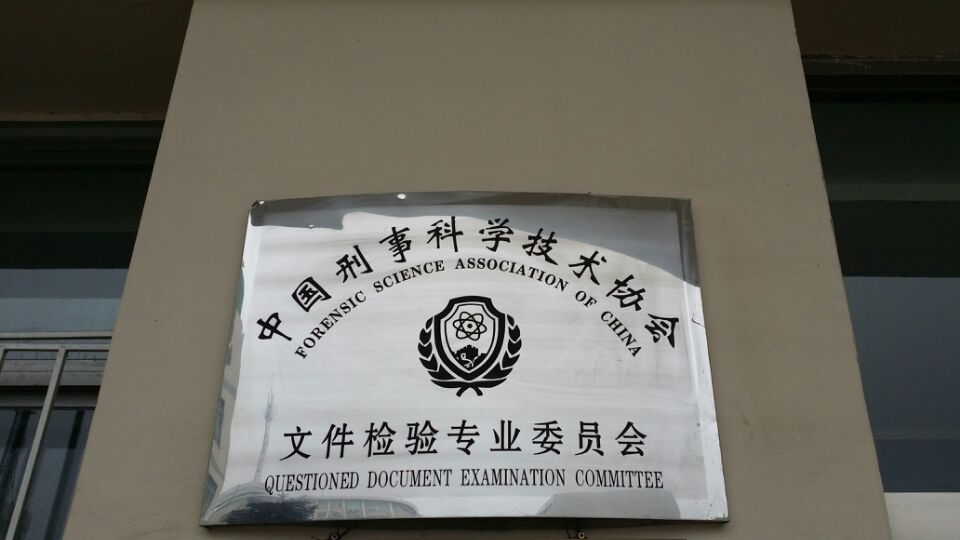 中国刑事科学技术协会
FORENSIC SCIENCE ASSOCIATION OF CHINA
文件检验专业委员会
QUESTIONED DOCUMENT EXAMINATION COMMITTEE